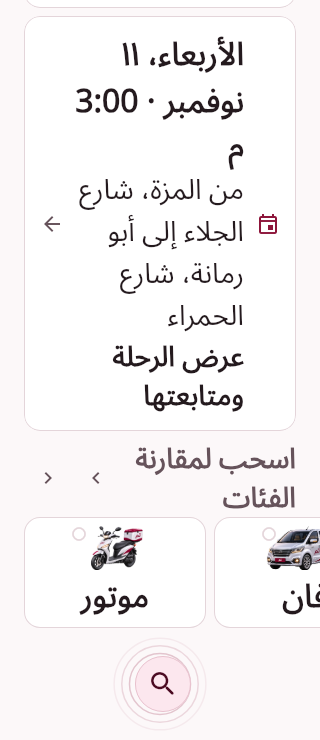 الأربعاء، ١١
نوفمبر · 3:00
م
من المزة، شارع
الجلاء إلى أبو
رمانة، شارع
الحمراء
عرض الرحلة
ومتابعتها
اسحب لمقارنة
الفئات
موتور
فان